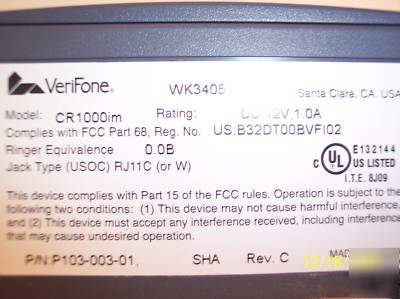 VeriFone®
WK3406
Santa Clara, CA. USA
Model: CR1000im
Rating: DC 12V, 1.0A
Complies with FCC Part 68, Reg. No. US:B32DT00BVFI02
Ringer Equivalence 0.0B
Jack Type (USOC) RJ11C (or W)
E132144
C UL US LISTED
I.T.E. 8J09
This device complies with Part 15 of the FCC rules. Operation is subject to the
following two conditions: (1) This device may not cause harmful interference,
and (2) This device must accept any interference received, including interference
that may cause undesired operation.
P/N:P103-003-01, SHA Rev. C MADE